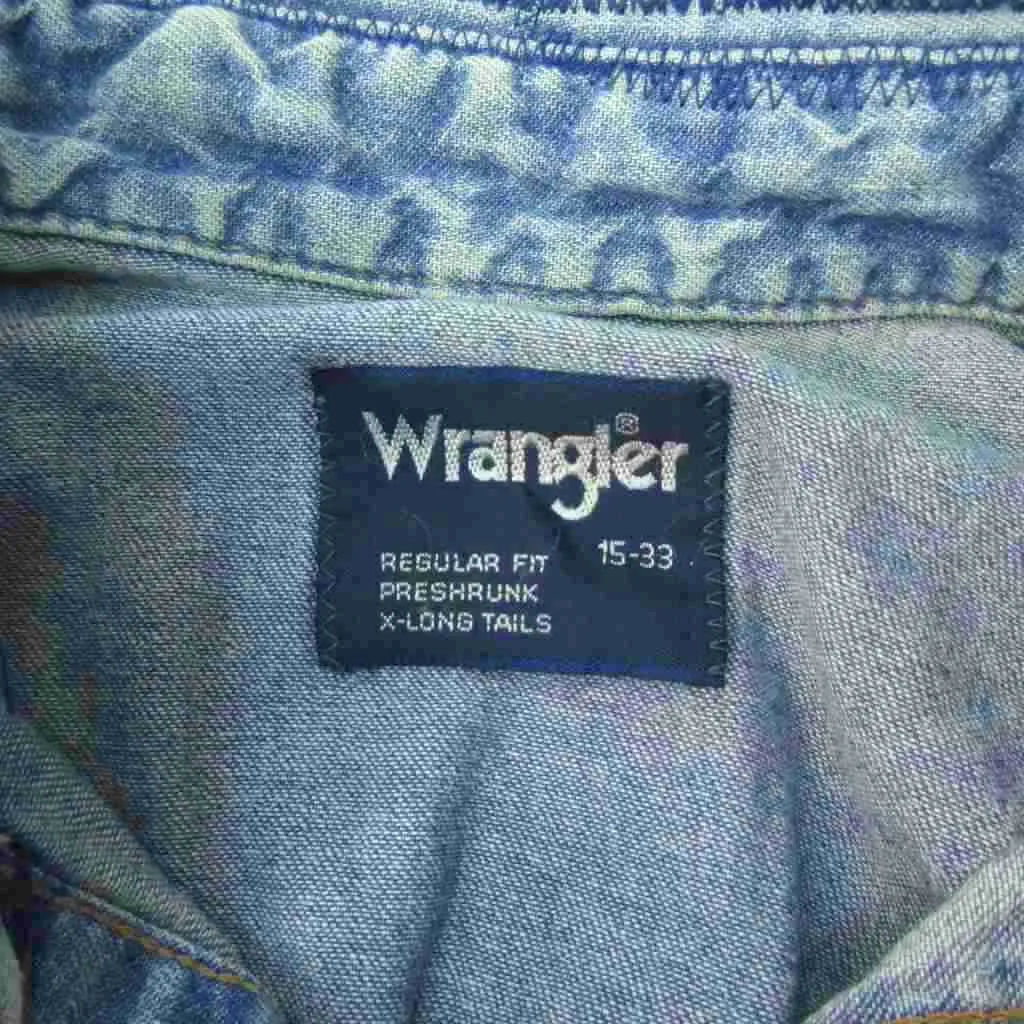 Wrangler®
15-33
REGULAR FIT
PRESHRUNK
X-LONG TAILS